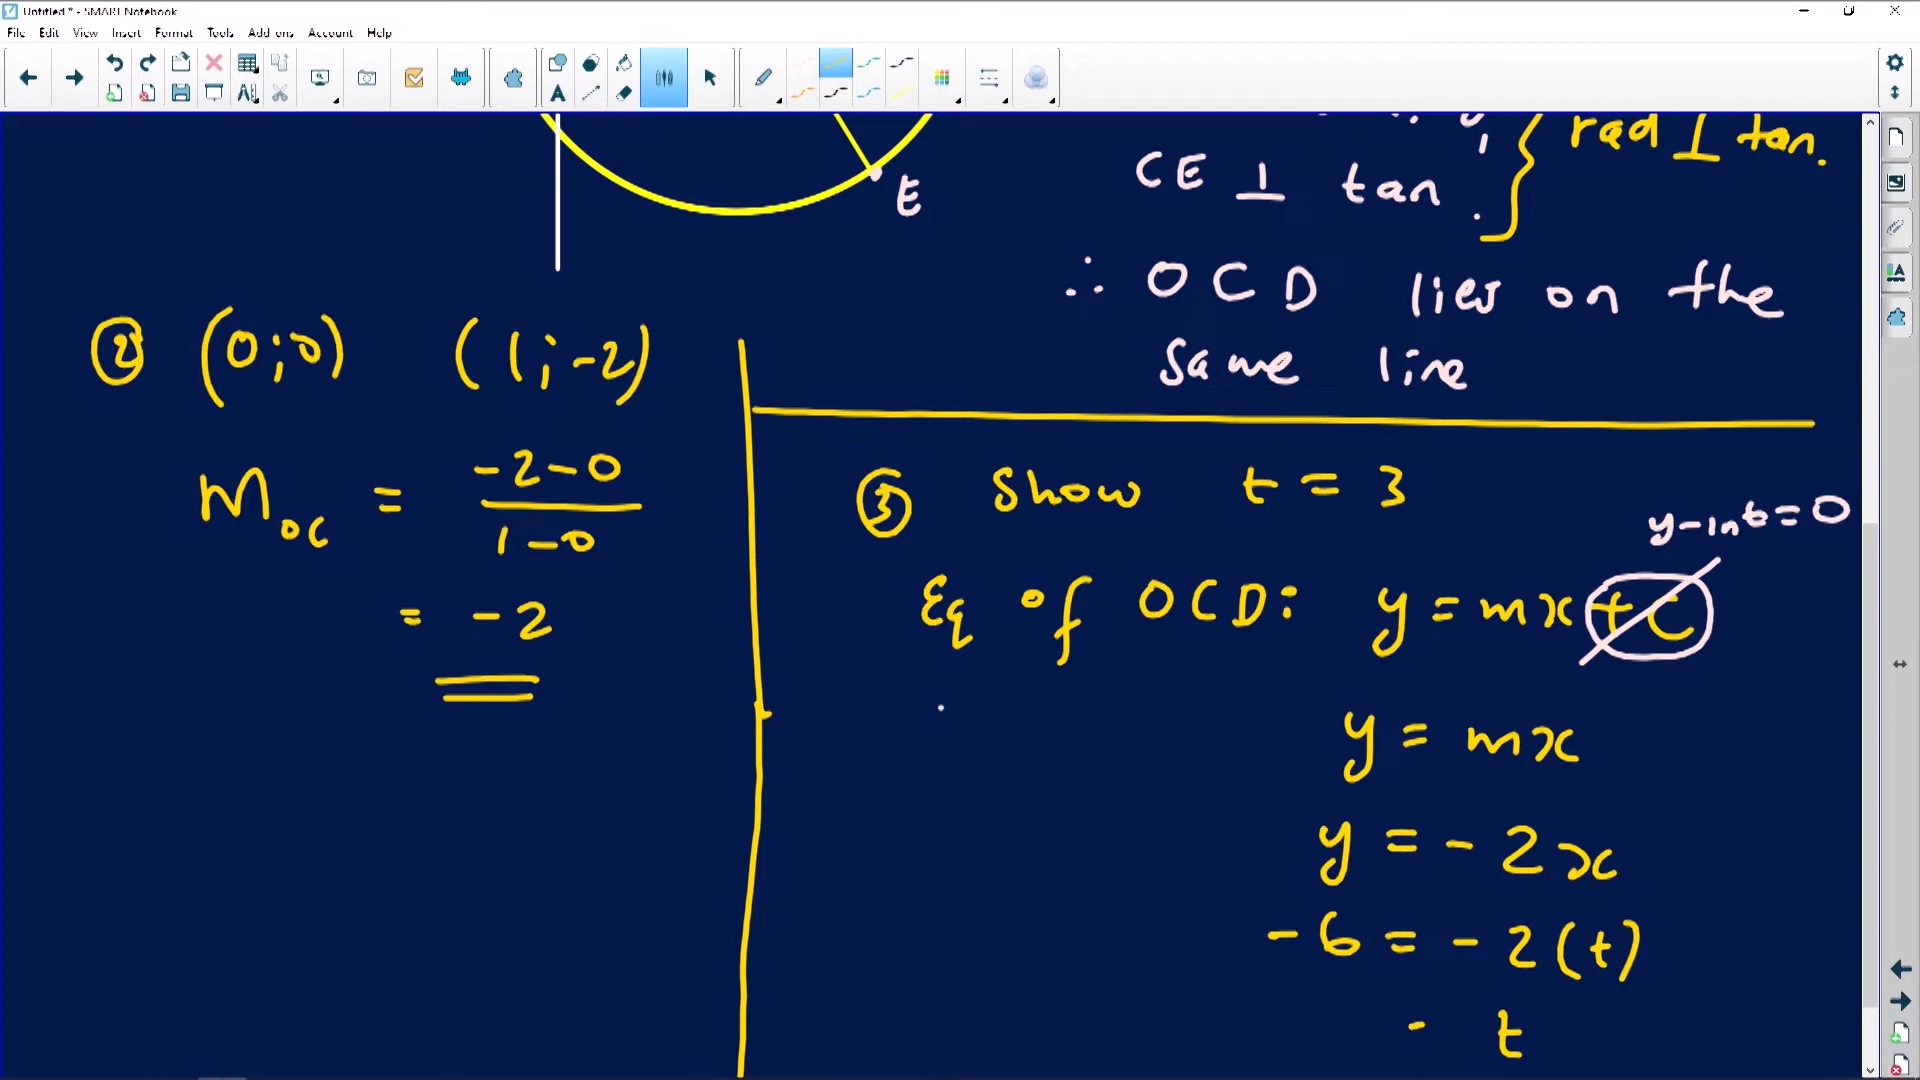 Untitled * - SMART Notebook
File Edit View Insert Format Tools Add-ons Account Help
rad ⊥ tan.
CE ⊥ tan.
E
∴ OCD lies on the
same line
② (0;0) (1;-2)
M_OC = (-2-0)/(1-0)
= -2
③ Show t = 3
y-int=0
Eq of OCD: y = mx + C
y = mx
y = -2x
-6 = -2(t)
- t